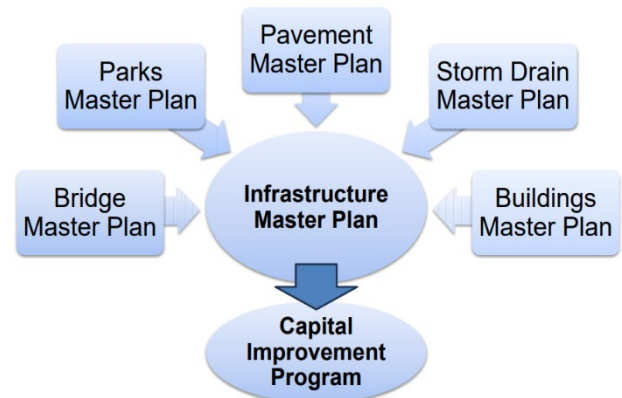 Pavement
Master Plan
Parks
Master Plan
Storm Drain
Master Plan
Bridge
Master Plan
Infrastructure
Master Plan
Buildings
Master Plan
Capital
Improvement
Program